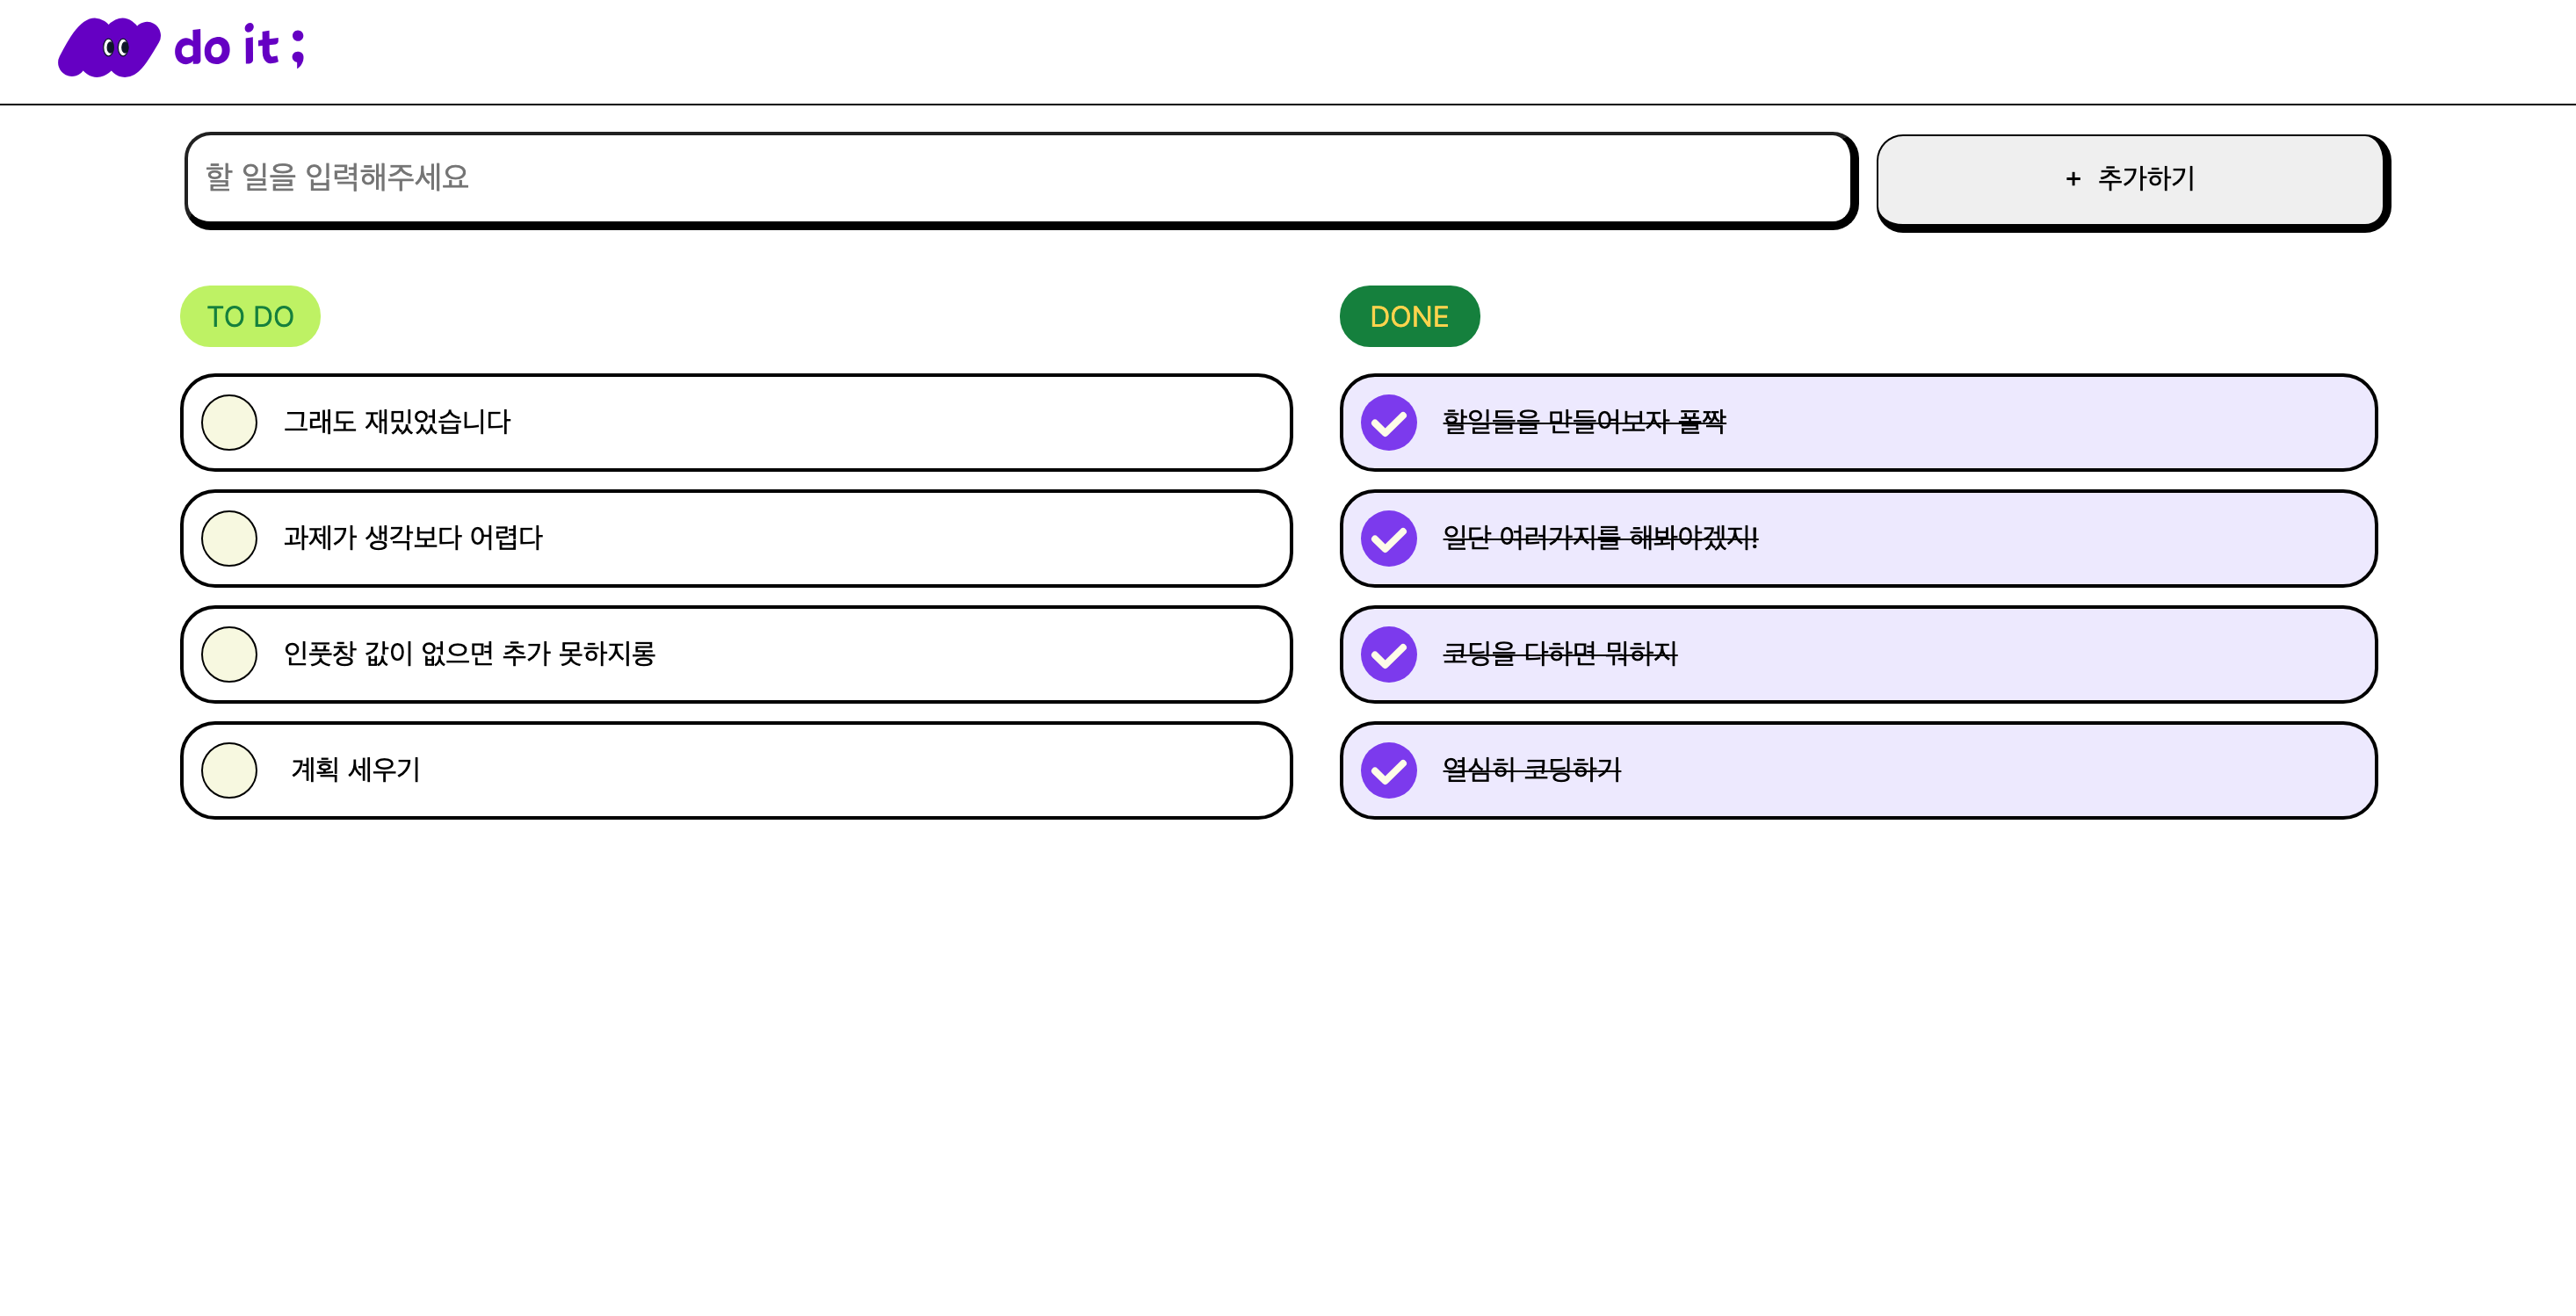 do it ;
할 일을 입력해주세요
+ 추가하기
TO DO
그래도 재밌었습니다
과제가 생각보다 어렵다
인풋창 값이 없으면 추가 못하지롱
계획 세우기
DONE
할일들을 만들어보자 폴짝
일단 여러가지를 해봐야겠지!
코딩을 다하면 뭐하지
열심히 코딩하기